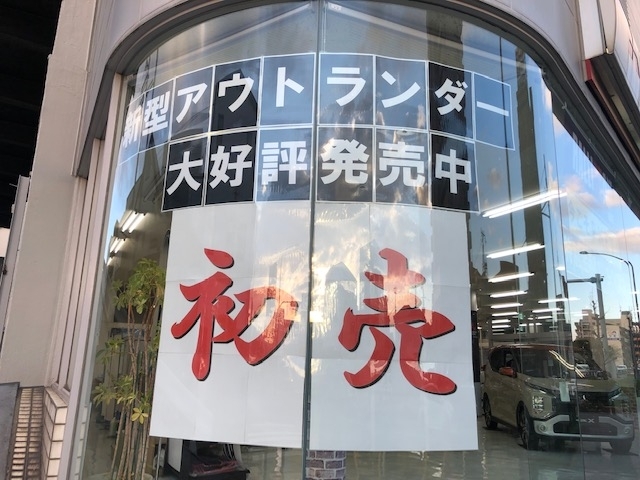 新型アウトランダー
大好評発売中
初売